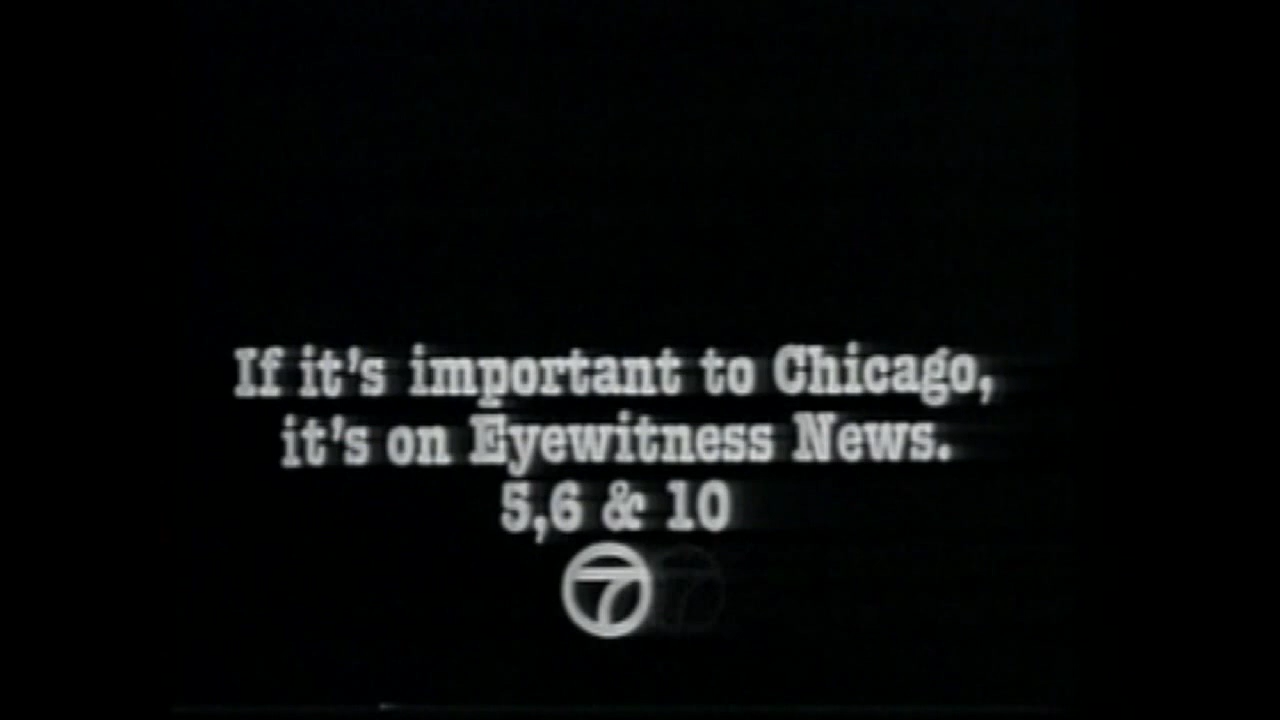 If it's important to Chicago,
it's on Eyewitness News.
5,6 & 10
7